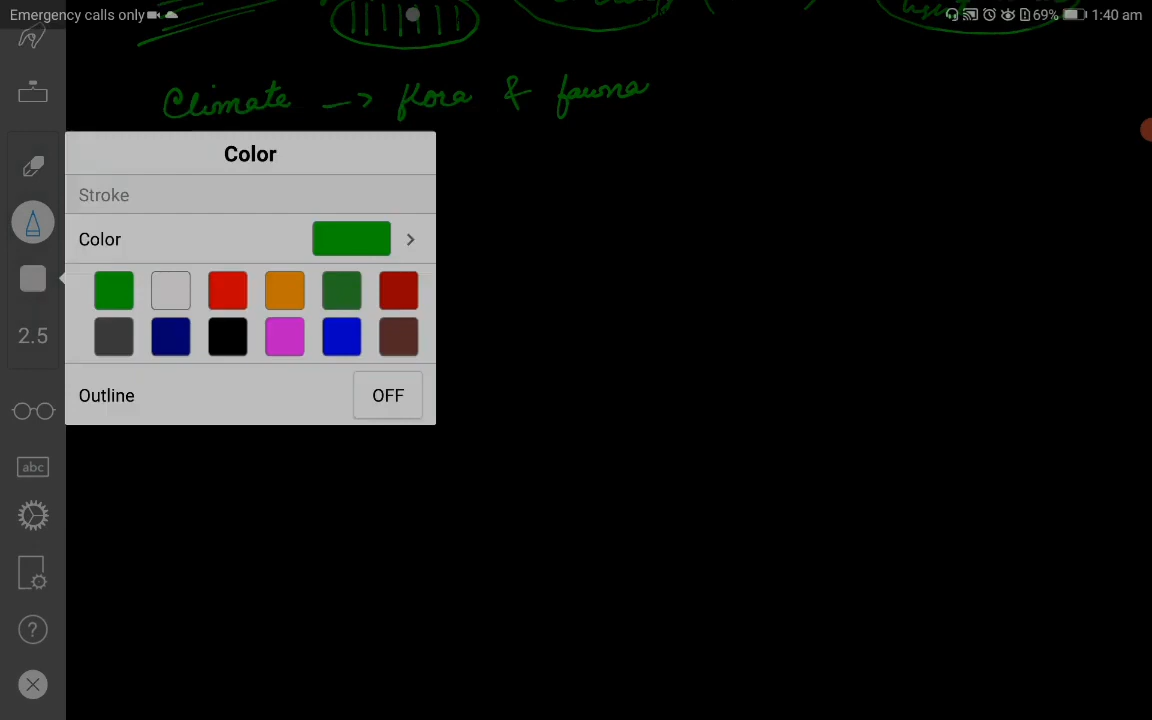 Emergency calls only 69% 1:40 am
Climate --> flora & fauna
Color
Stroke
Color
2.5
Outline OFF
abc
?